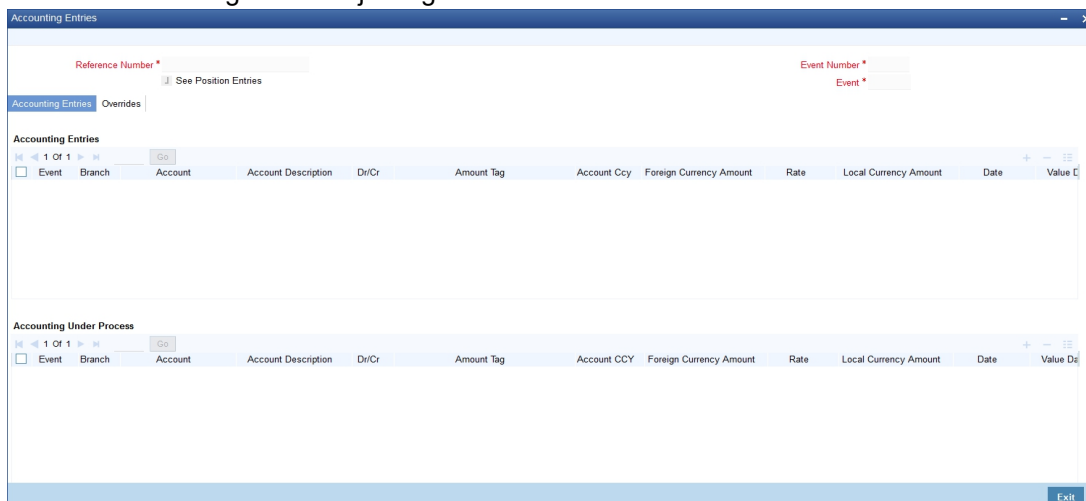 Accounting Entries
Reference Number *
Event Number *
J See Position Entries
Event *
Accounting Entries Overrides
Accounting Entries
1 Of 1 Go
Event Branch Account Account Description Dr/Cr Amount Tag Account Ccy Foreign Currency Amount Rate Local Currency Amount Date Value D
Accounting Under Process
1 Of 1 Go
Event Branch Account Account Description Dr/Cr Amount Tag Account CCY Foreign Currency Amount Rate Local Currency Amount Date Value Da
Exit